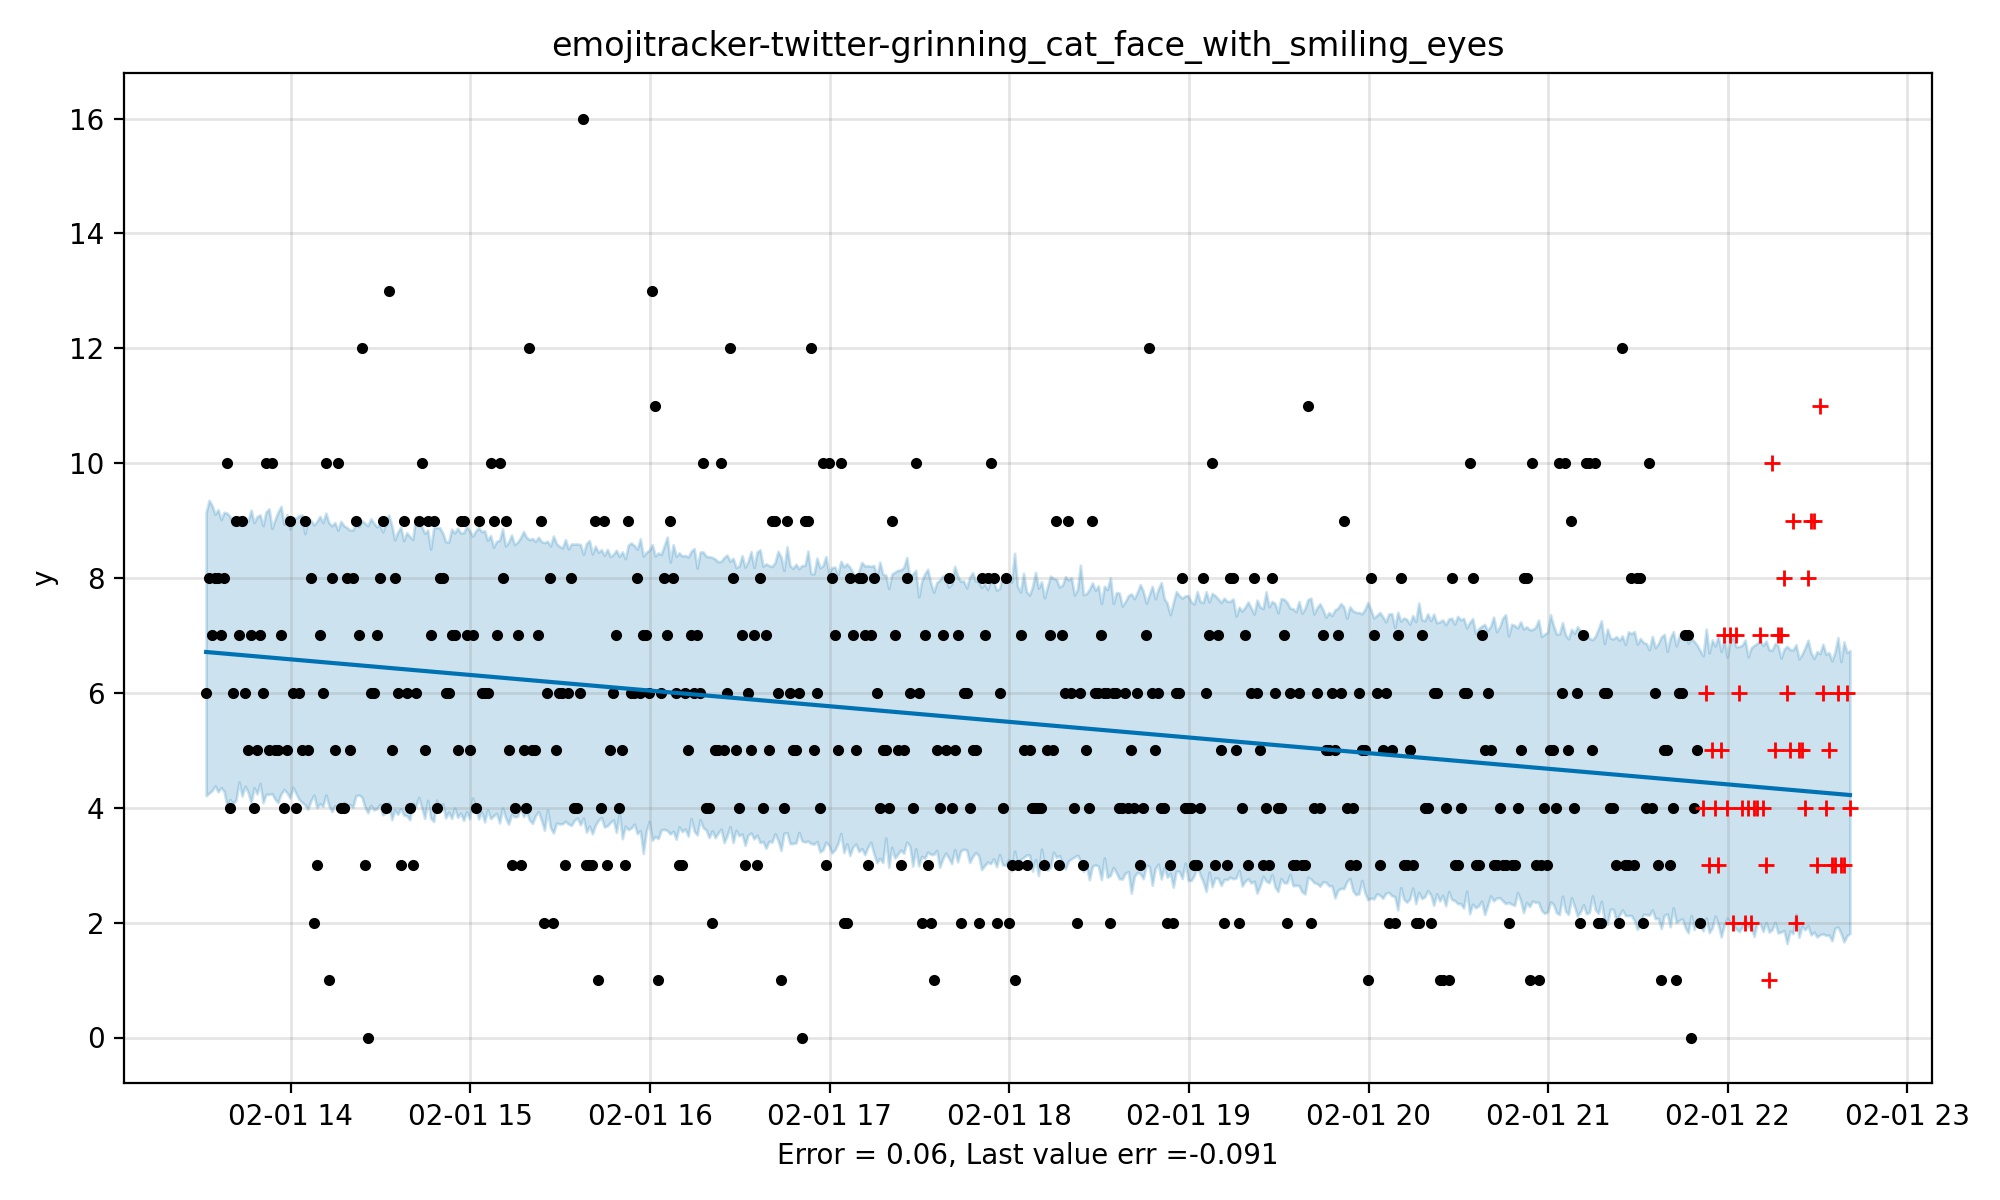 emojitracker-twitter-grinning_cat_face_with_smiling_eyes
16
14
12
10
8
6
4
2
0
y
02-01 14 02-01 15 02-01 16 02-01 17 02-01 18 02-01 19 02-01 20 02-01 21 02-01 22 02-01 23
Error = 0.06, Last value err =-0.091